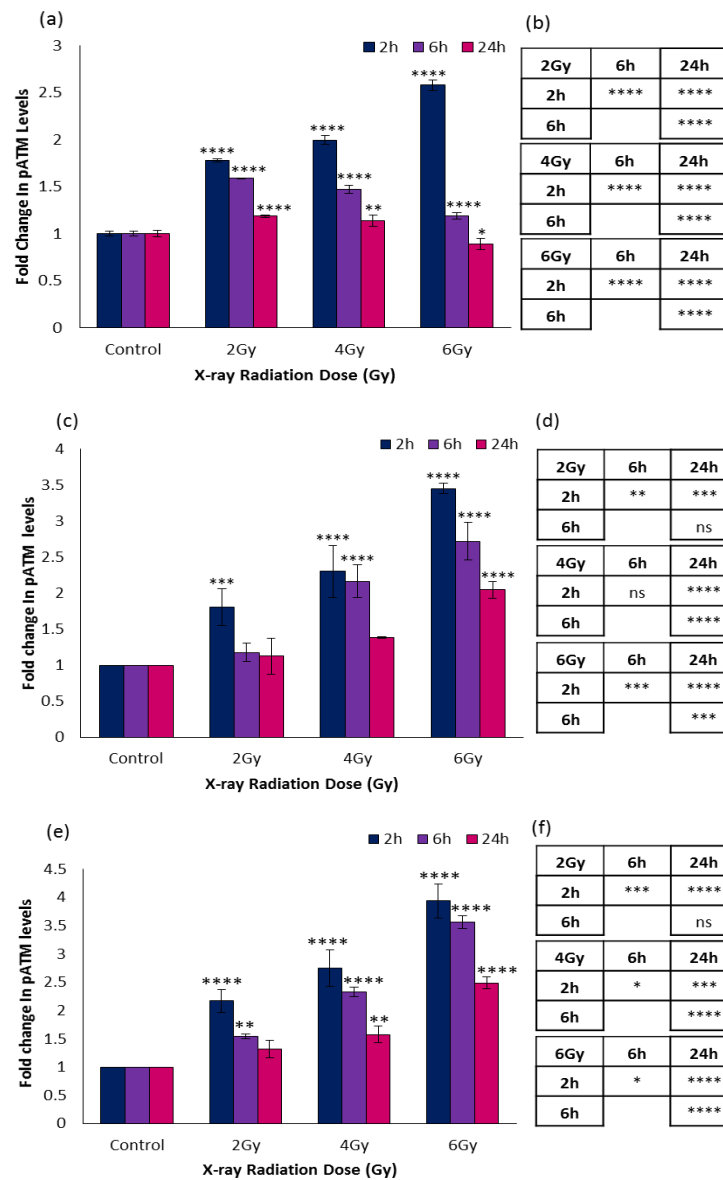 (a)
(b)
3
2.5
2
1.5
1
0.5
0
Fold Change In pATM Levels
2h 6h 24h
**** **** ****
**** **** **
**** **** *
Control 2Gy 4Gy 6Gy
X-ray Radiation Dose (Gy)
2Gy 6h 24h
2h **** ****
6h ****
4Gy 6h 24h
2h **** ****
6h ****
6Gy 6h 24h
2h **** ****
6h ****
(c)
(d)
4
3.5
3
2.5
2
1.5
1
0.5
0
Fold change In pATM levels
2h 6h 24h
***
**** ****
**** **** ****
Control 2Gy 4Gy 6Gy
X-ray Radiation Dose (Gy)
2Gy 6h 24h
2h ** ***
6h ns
4Gy 6h 24h
2h ns ****
6h ****
6Gy 6h 24h
2h *** ****
6h ***
(e)
(f)
4.5
4
3.5
3
2.5
2
1.5
1
0.5
0
Fold change In pATM levels
2h 6h 24h
**** **
**** **** **
**** **** ****
Control 2Gy 4Gy 6Gy
X-ray Radiation Dose (Gy)
2Gy 6h 24h
2h *** ****
6h ns
4Gy 6h 24h
2h * ***
6h ****
6Gy 6h 24h
2h * ****
6h ****